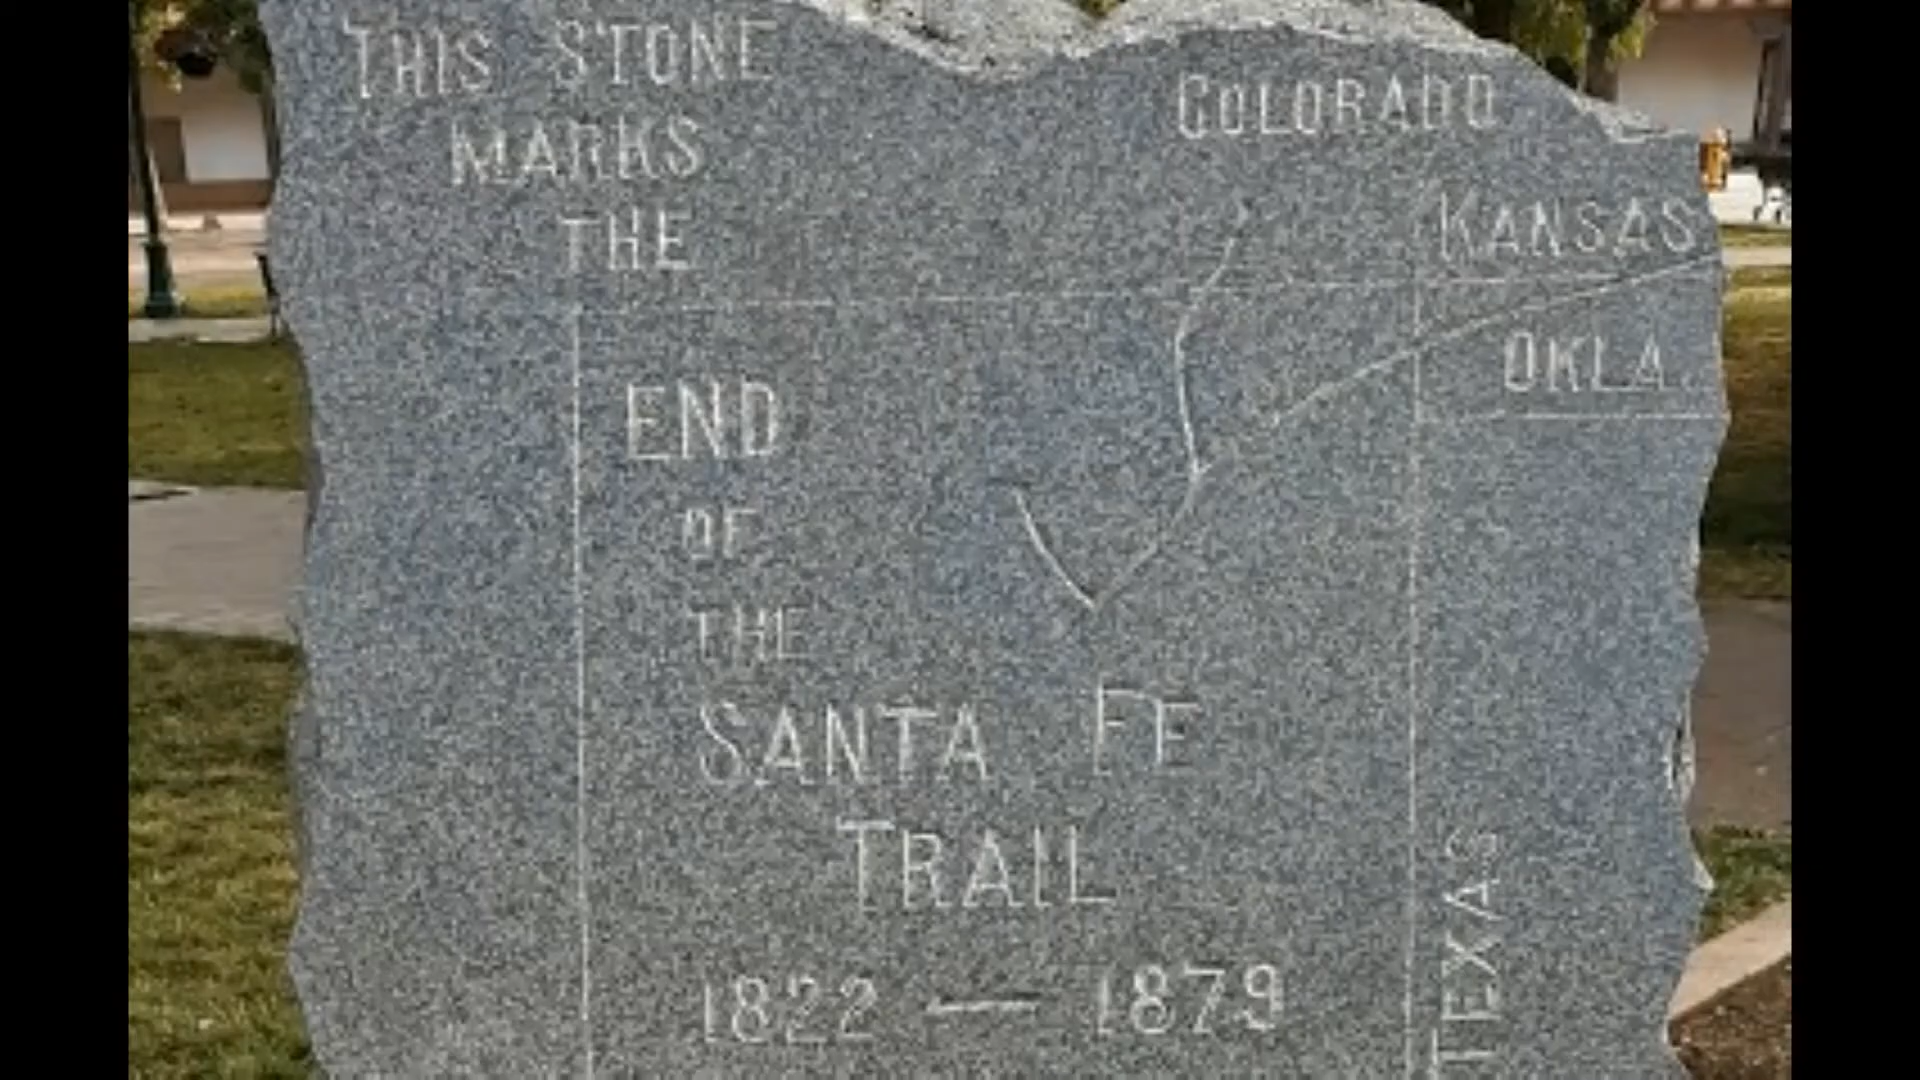 THIS STONE
MARKS
THE
COLORADO
KANSAS
OKLA.
END
OF
THE
SANTA FE
TRAIL
1822 — 1879
TEXAS